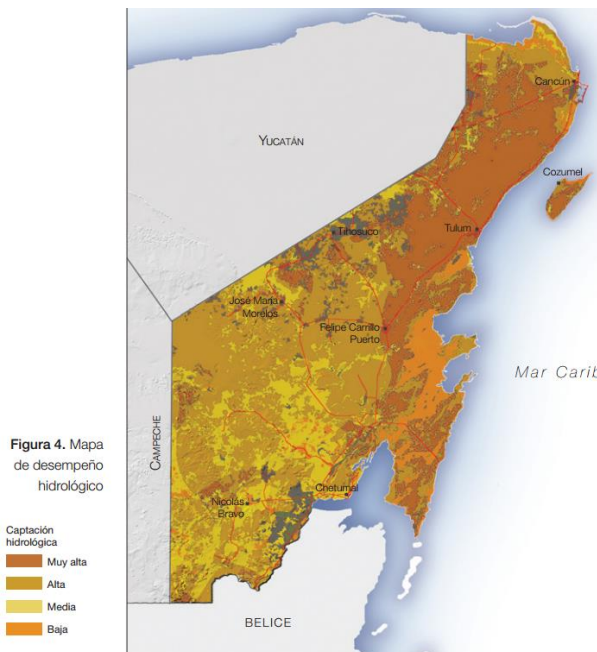 Cancún
YUCATÁN
Cozumel
Tihosuco
Tulum
José María
Morelos
Felipe Carrillo
Puerto
Mar Carib
Figura 4. Mapa
de desempeño
hidrológico
CAMPECHE
Chetumal
Nicolás
Bravo
Captación
hidrológica
Muy alta
Alta
Media
Baja
BELICE